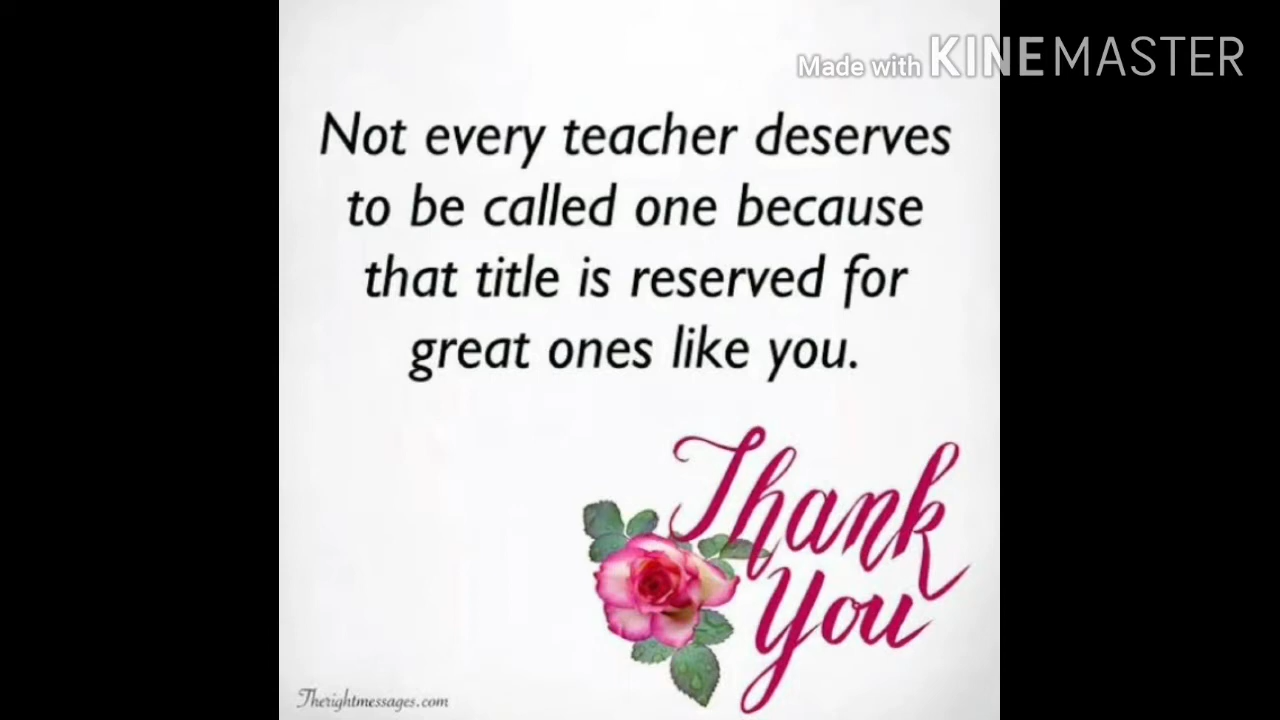 Made with KINEMASTER
Not every teacher deserves
to be called one because
that title is reserved for
great ones like you.
Thank
You
Therightmessages.com